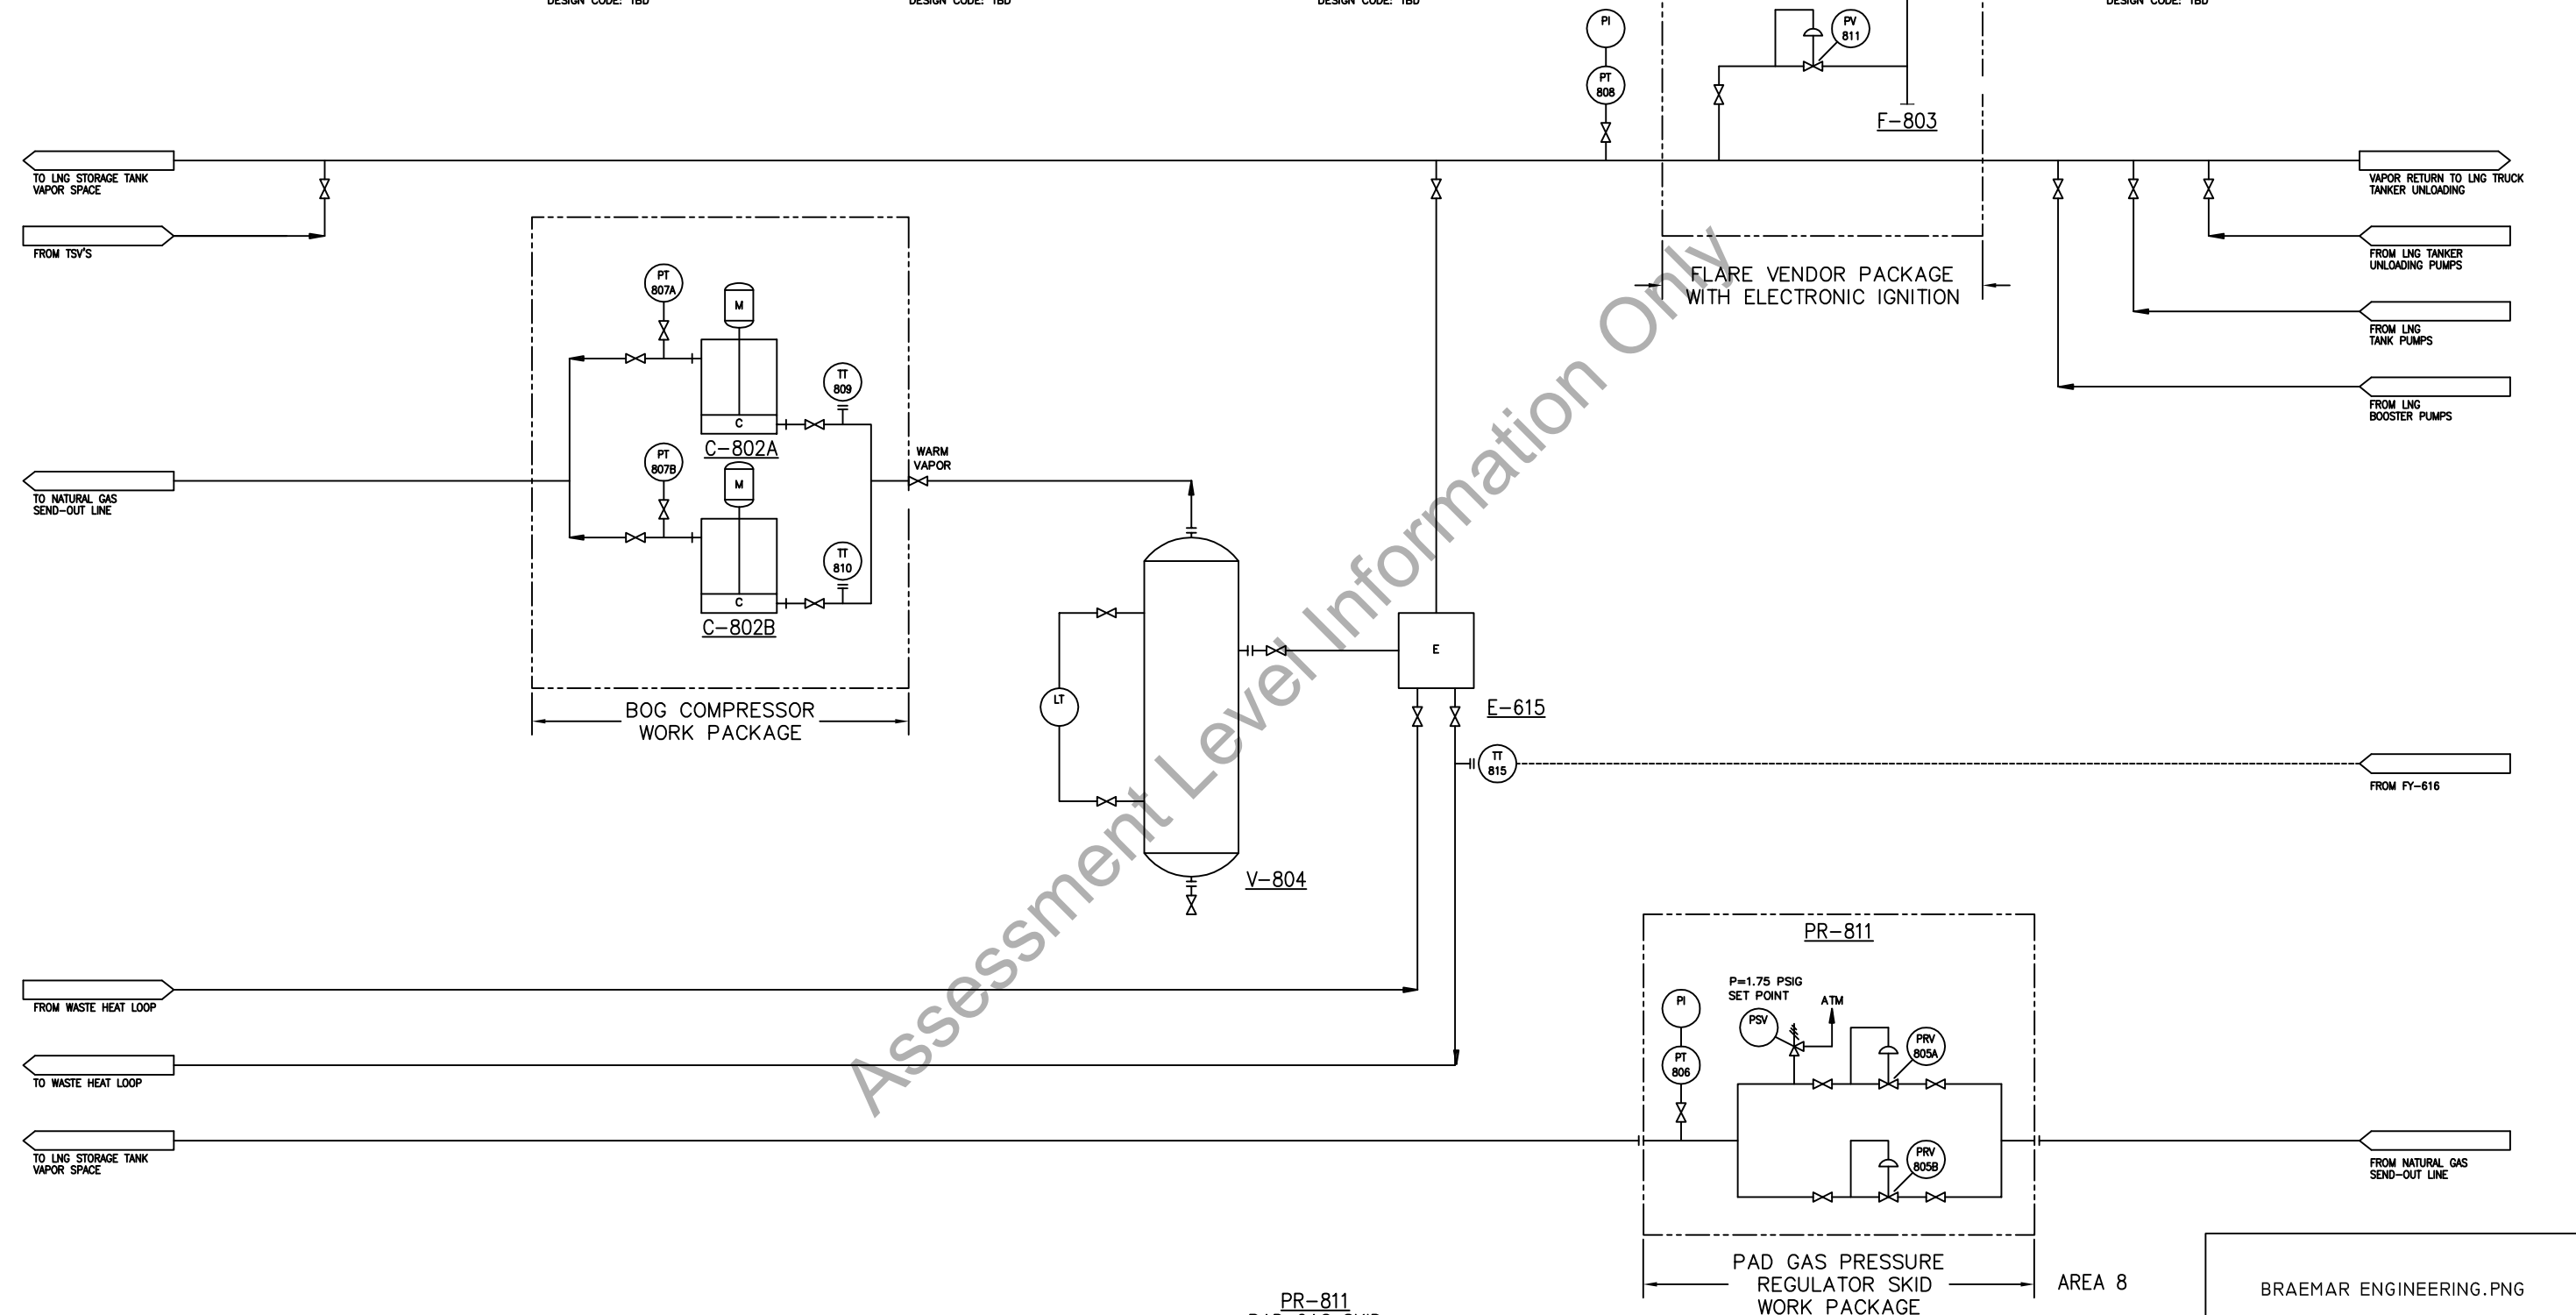 DESIGN CODE: TBD
DESIGN CODE: TBD
DESIGN CODE: TBD
DESIGN CODE: TBD
PI
PT
808
PV
811
F-803
TO LNG STORAGE TANK
VAPOR SPACE
VAPOR RETURN TO LNG TRUCK
TANKER UNLOADING
FROM TSV'S
FROM LNG TANKER
UNLOADING PUMPS
FLARE VENDOR PACKAGE
WITH ELECTRONIC IGNITION
FROM LNG
TANK PUMPS
FROM LNG
BOOSTER PUMPS
PT
807A
M
TT
809
C
C-802A
PT
807B
M
WARM
VAPOR
TO NATURAL GAS
SEND-OUT LINE
TT
810
C
C-802B
BOG COMPRESSOR
WORK PACKAGE
LT
E
E-615
TT
815
FROM FY-616
V-804
Assessment Level Information Only
FROM WASTE HEAT LOOP
TO WASTE HEAT LOOP
TO LNG STORAGE TANK
VAPOR SPACE
PR-811
P=1.75 PSIG
SET POINT
ATM
PI
PSV
PT
806
PRV
805A
PRV
805B
FROM NATURAL GAS
SEND-OUT LINE
PAD GAS PRESSURE
REGULATOR SKID
WORK PACKAGE
AREA 8
BRAEMAR ENGINEERING.PNG
PR-811
PAD GAS SKID